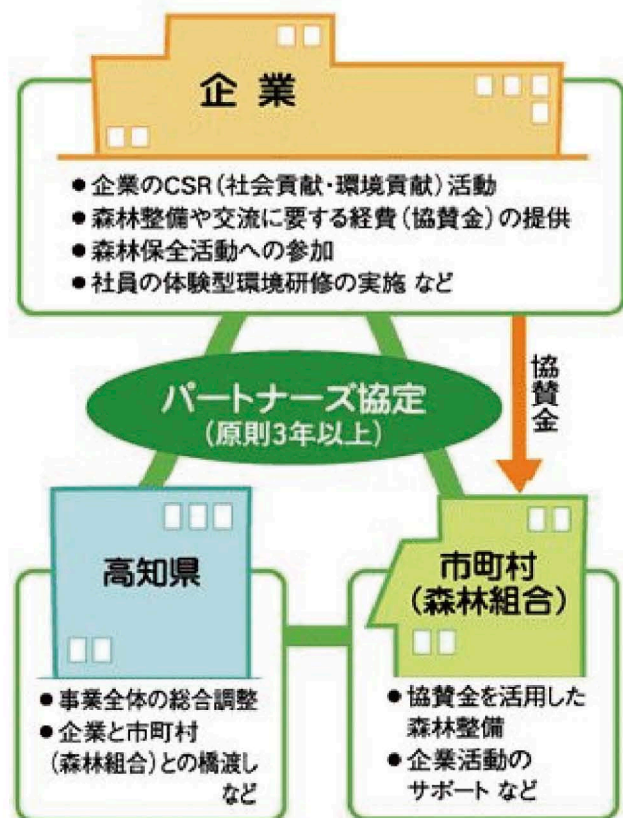 企業
●企業のCSR(社会貢献・環境貢献)活動
●森林整備や交流に要する経費(協賛金)の提供
●森林保全活動への参加
●社員の体験型環境研修の実施 など
パートナーズ協定
(原則3年以上)
協賛金
高知県
●事業全体の総合調整
●企業と市町村
(森林組合)との橋渡し
など
市町村
(森林組合)
●協賛金を活用した
森林整備
●企業活動の
サポート など